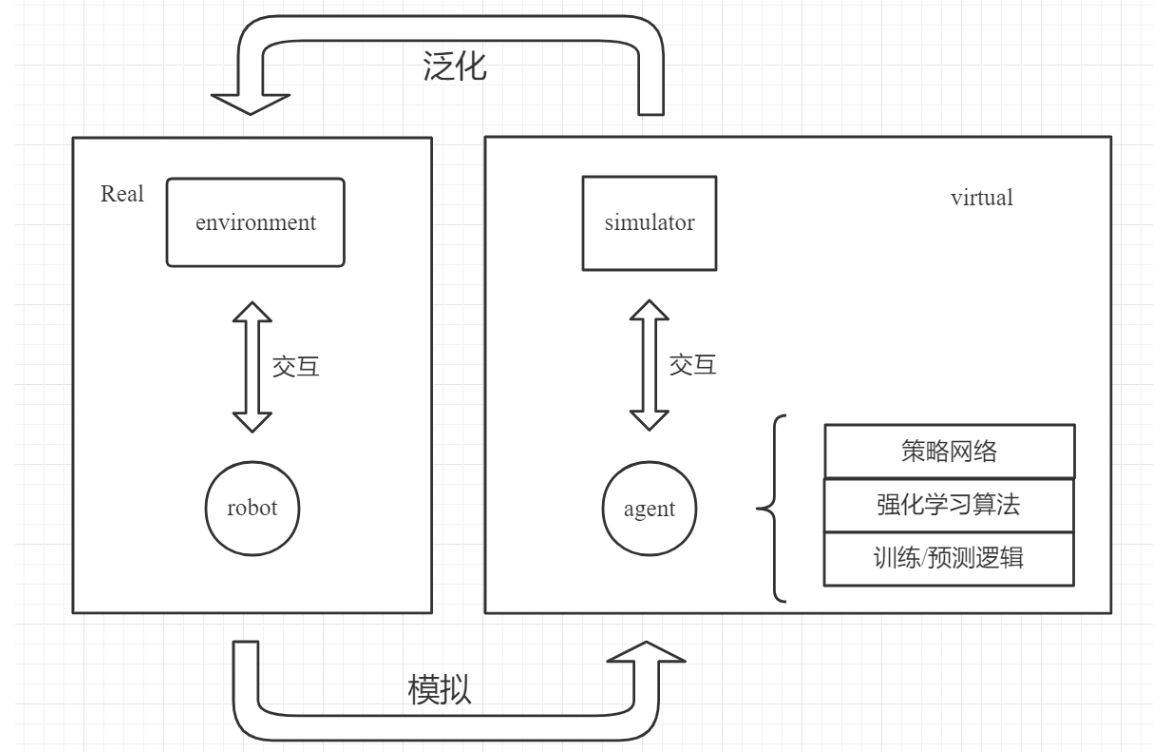 泛化
Real
environment
交互
robot
simulator
virtual
交互
agent
策略网络
强化学习算法
训练/预测逻辑
模拟